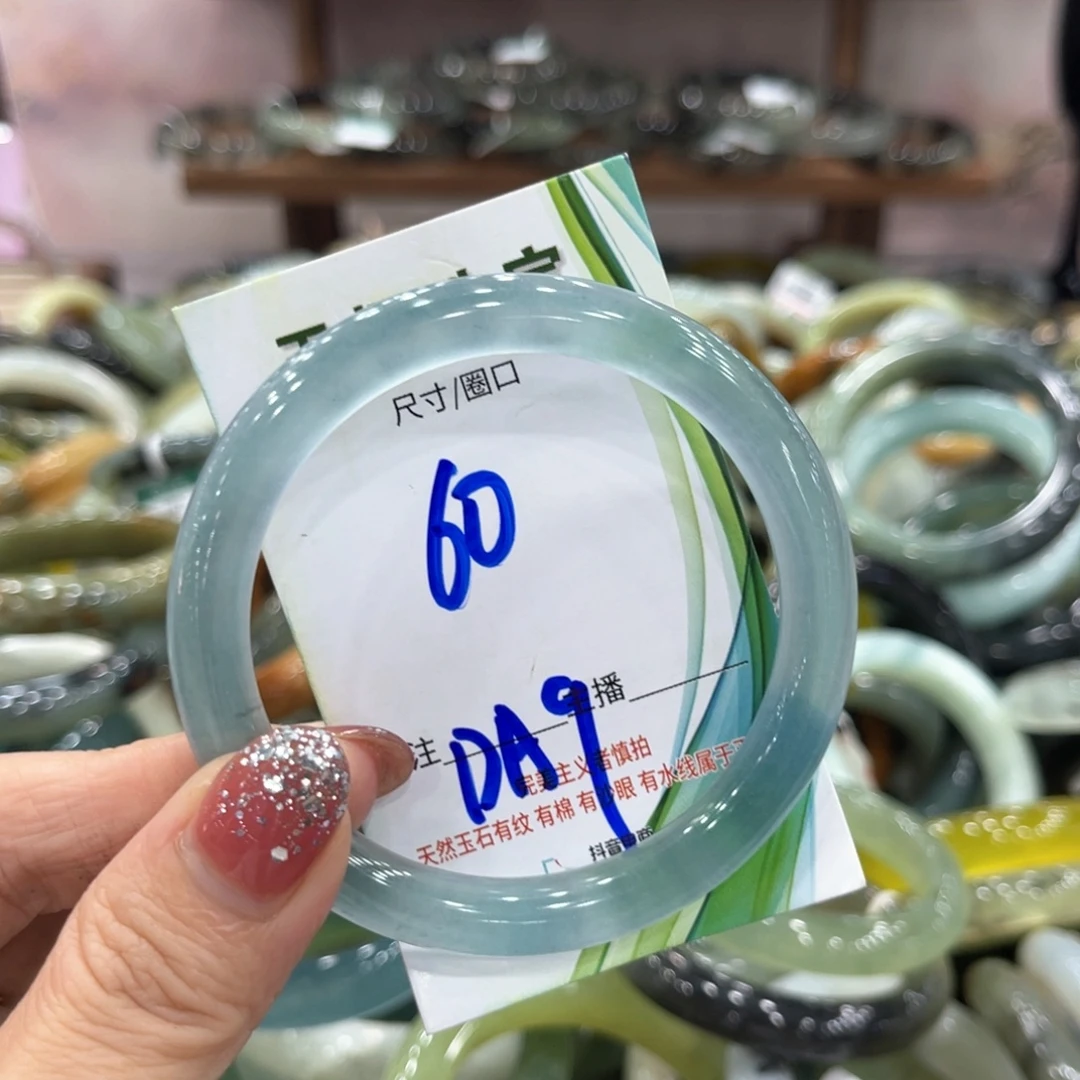 尺寸/圈口
60
注 主播
DA9
完美主义者慎拍
天然玉石有纹 有棉 有沙眼 有水线属于
抖音